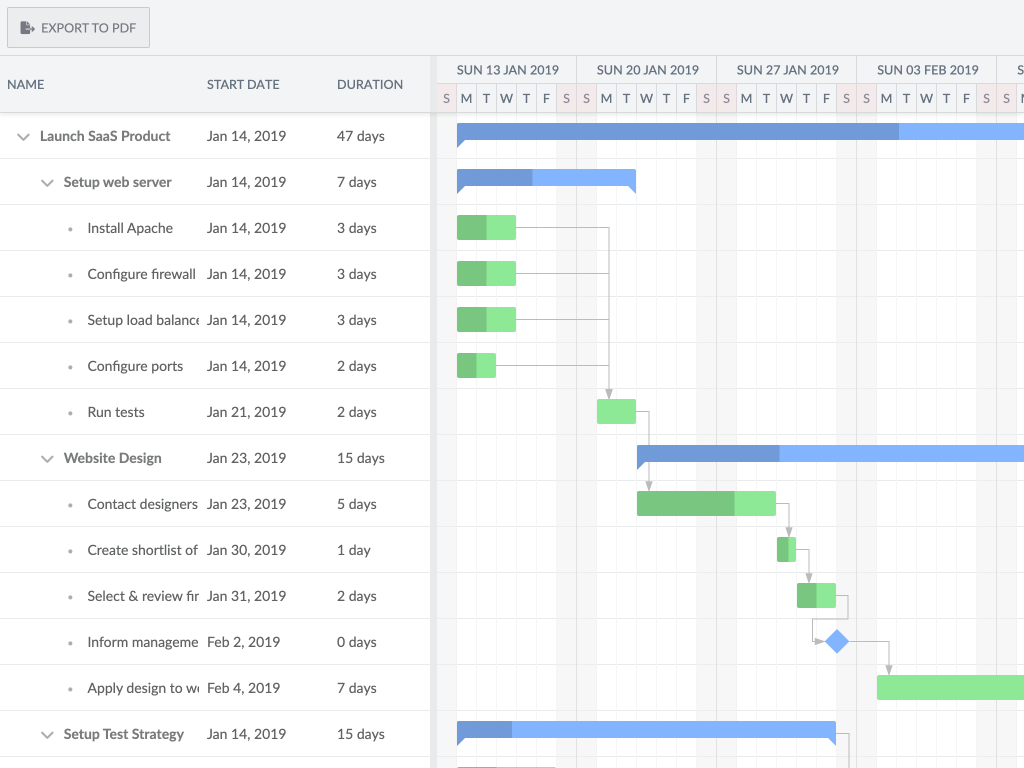 EXPORT TO PDF
NAME START DATE DURATION
SUN 13 JAN 2019 SUN 20 JAN 2019 SUN 27 JAN 2019 SUN 03 FEB 2019 S
S M T W T F S S M T W T F S S M T W T F S S M T W T F S S M
Launch SaaS Product Jan 14, 2019 47 days
Setup web server Jan 14, 2019 7 days
Install Apache Jan 14, 2019 3 days
Configure firewall Jan 14, 2019 3 days
Setup load balance Jan 14, 2019 3 days
Configure ports Jan 14, 2019 2 days
Run tests Jan 21, 2019 2 days
Website Design Jan 23, 2019 15 days
Contact designers Jan 23, 2019 5 days
Create shortlist of Jan 30, 2019 1 day
Select & review fir Jan 31, 2019 2 days
Inform manageme Feb 2, 2019 0 days
Apply design to we Feb 4, 2019 7 days
Setup Test Strategy Jan 14, 2019 15 days